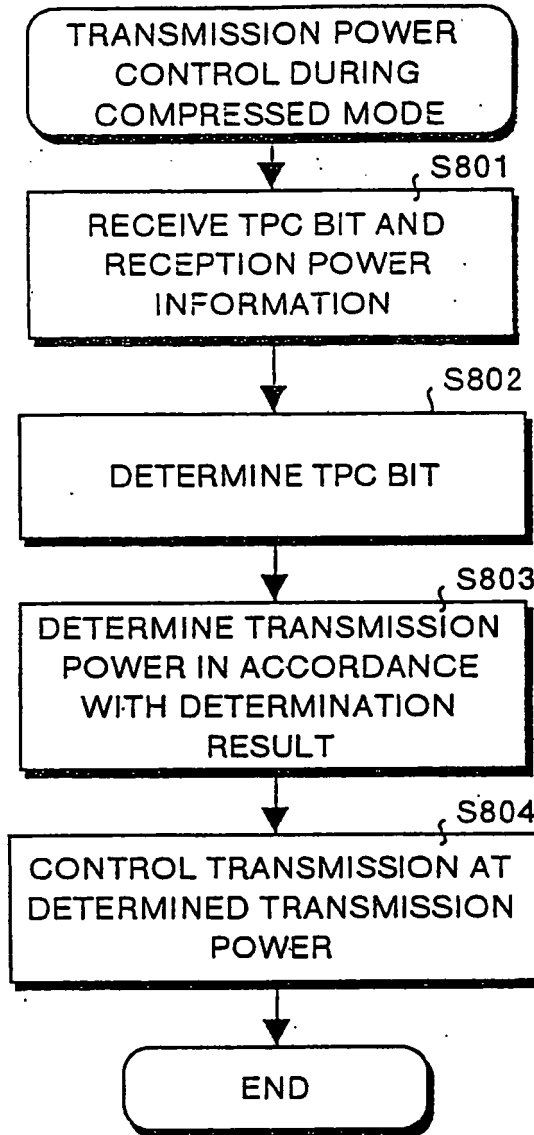 TRANSMISSION POWER
CONTROL DURING
COMPRESSED MODE
S801
RECEIVE TPC BIT AND
RECEPTION POWER
INFORMATION
S802
DETERMINE TPC BIT
S803
DETERMINE TRANSMISSION
POWER IN ACCORDANCE
WITH DETERMINATION
RESULT
S804
CONTROL TRANSMISSION AT
DETERMINED TRANSMISSION
POWER
END